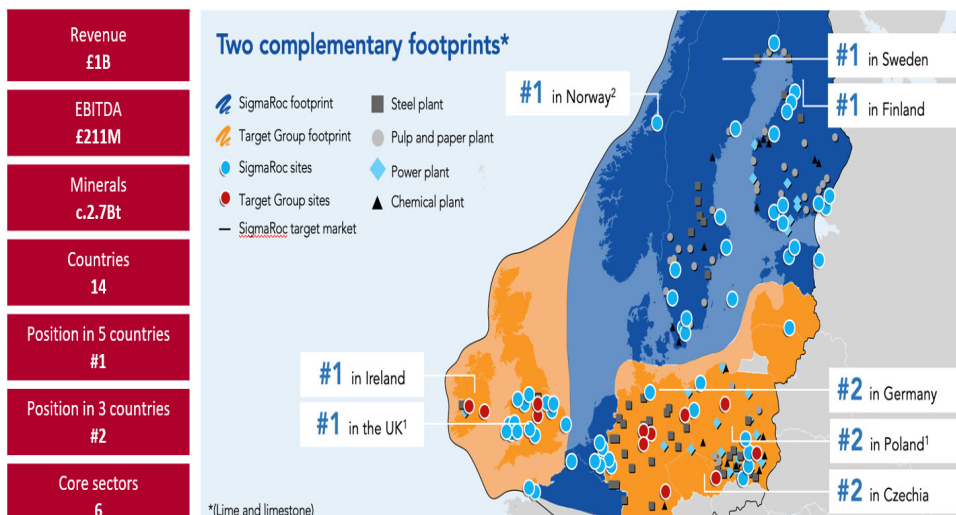 Revenue
£1B
EBITDA
£211M
Minerals
c.2.7Bt
Countries
14
Position in 5 countries
#1
Position in 3 countries
#2
Core sectors
6
Two complementary footprints*
SigmaRoc footprint
Target Group footprint
SigmaRoc sites
Target Group sites
SigmaRoc target market
Steel plant
Pulp and paper plant
Power plant
Chemical plant
#1 in Norway²
#1 in Sweden
#1 in Finland
#1 in Ireland
#1 in the UK¹
#2 in Germany
#2 in Poland¹
#2 in Czechia
*(Lime and limestone)